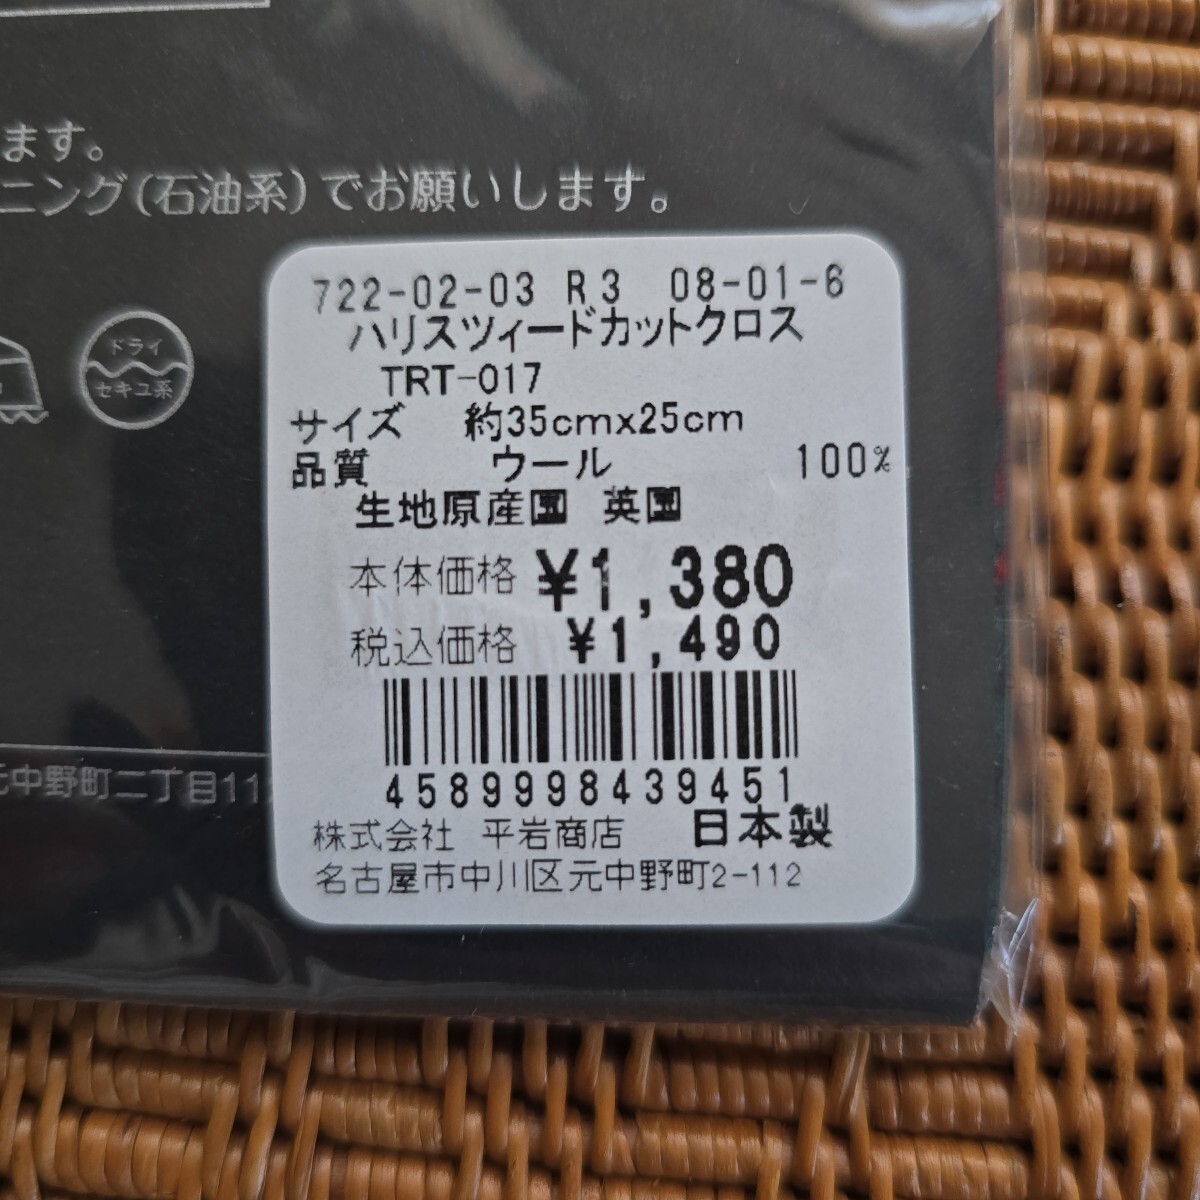 ます。
ニング(石油系)でお願いします。
ドライ
セキユ系
722-02-03 R3 08-01-6
ハリスツィードカットクロス
TRT-017
サイズ 約35cmx25cm
品質 ウール 100%
生地原産国 英国
本体価格 ¥1,380
税込価格 ¥1,490
4589998439451
株式会社 平岩商店 日本製
名古屋市中川区元中野町2-112
元中野町二丁目11